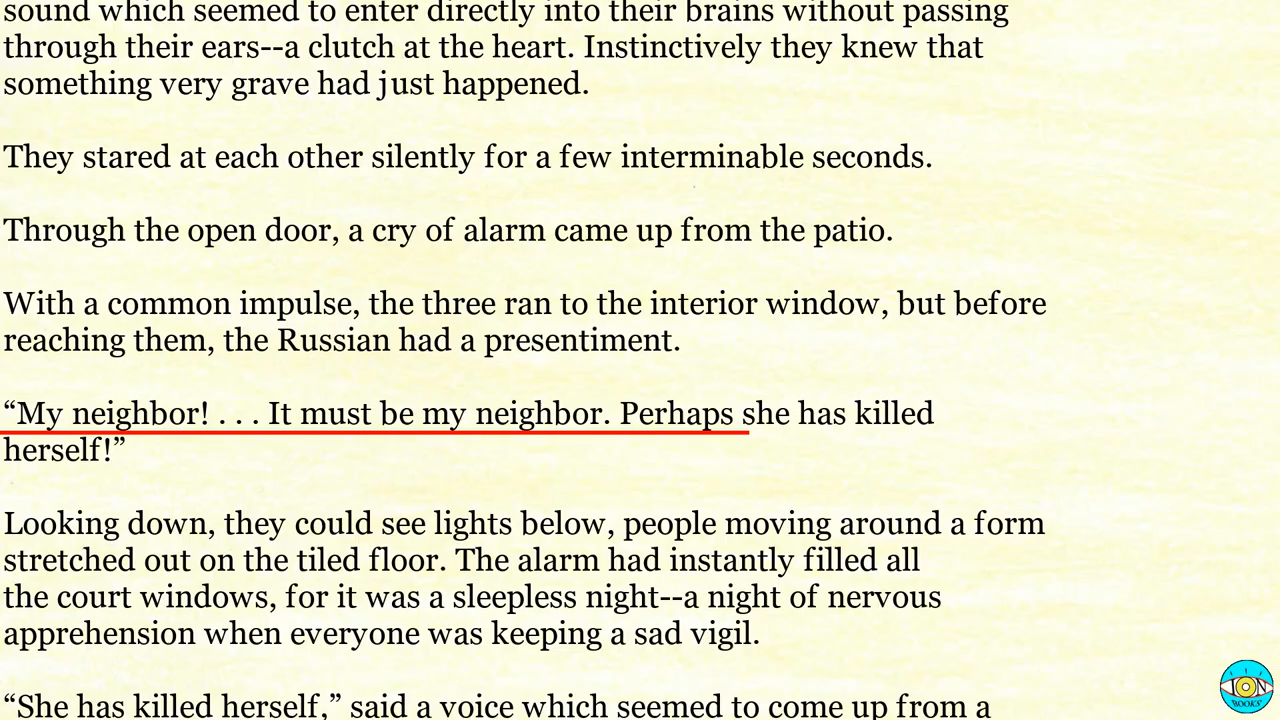 sound which seemed to enter directly into their brains without passing
through their ears--a clutch at the heart. Instinctively they knew that
something very grave had just happened.
They stared at each other silently for a few interminable seconds.
Through the open door, a cry of alarm came up from the patio.
With a common impulse, the three ran to the interior window, but before
reaching them, the Russian had a presentiment.
“My neighbor! . . . It must be my neighbor. Perhaps she has killed
herself!”
Looking down, they could see lights below, people moving around a form
stretched out on the tiled floor. The alarm had instantly filled all
the court windows, for it was a sleepless night--a night of nervous
apprehension when everyone was keeping a sad vigil.
“She has killed herself,” said a voice which seemed to come up from a
ION
BOOKS